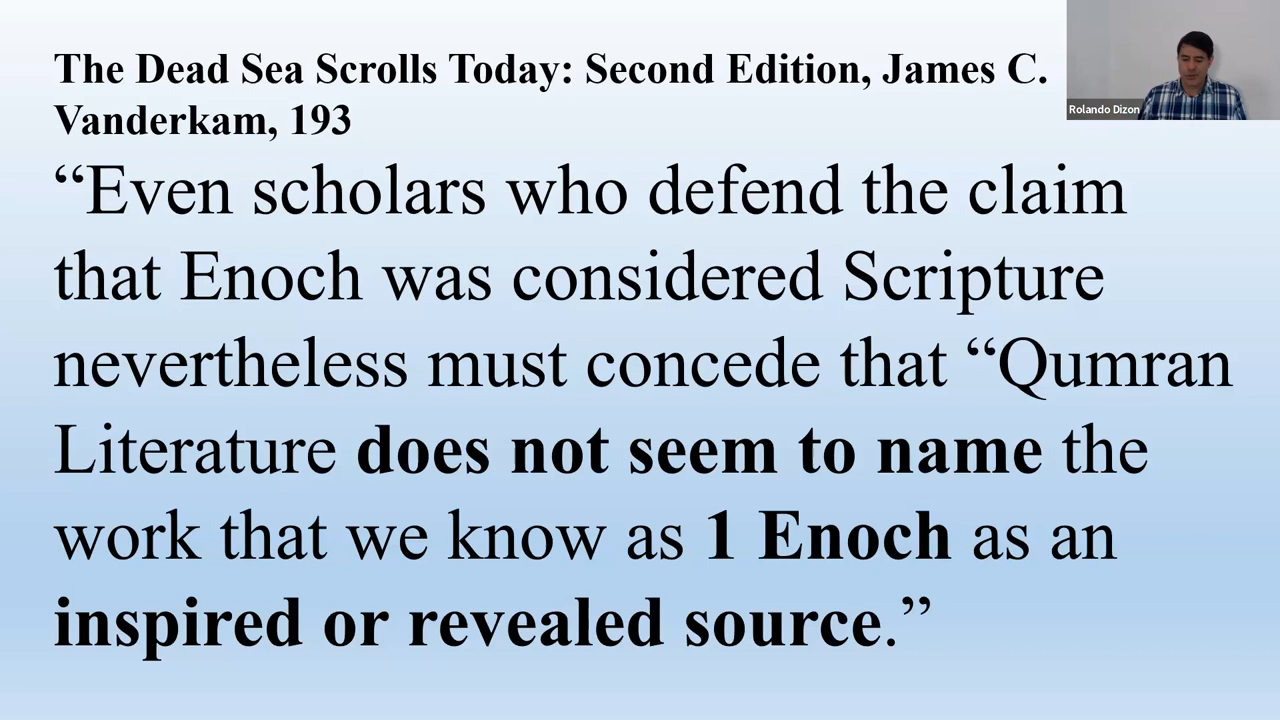 The Dead Sea Scrolls Today: Second Edition, James C.
Vanderkam, 193
“Even scholars who defend the claim
that Enoch was considered Scripture
nevertheless must concede that “Qumran
Literature does not seem to name the
work that we know as 1 Enoch as an
inspired or revealed source.”
Rolando Dizon